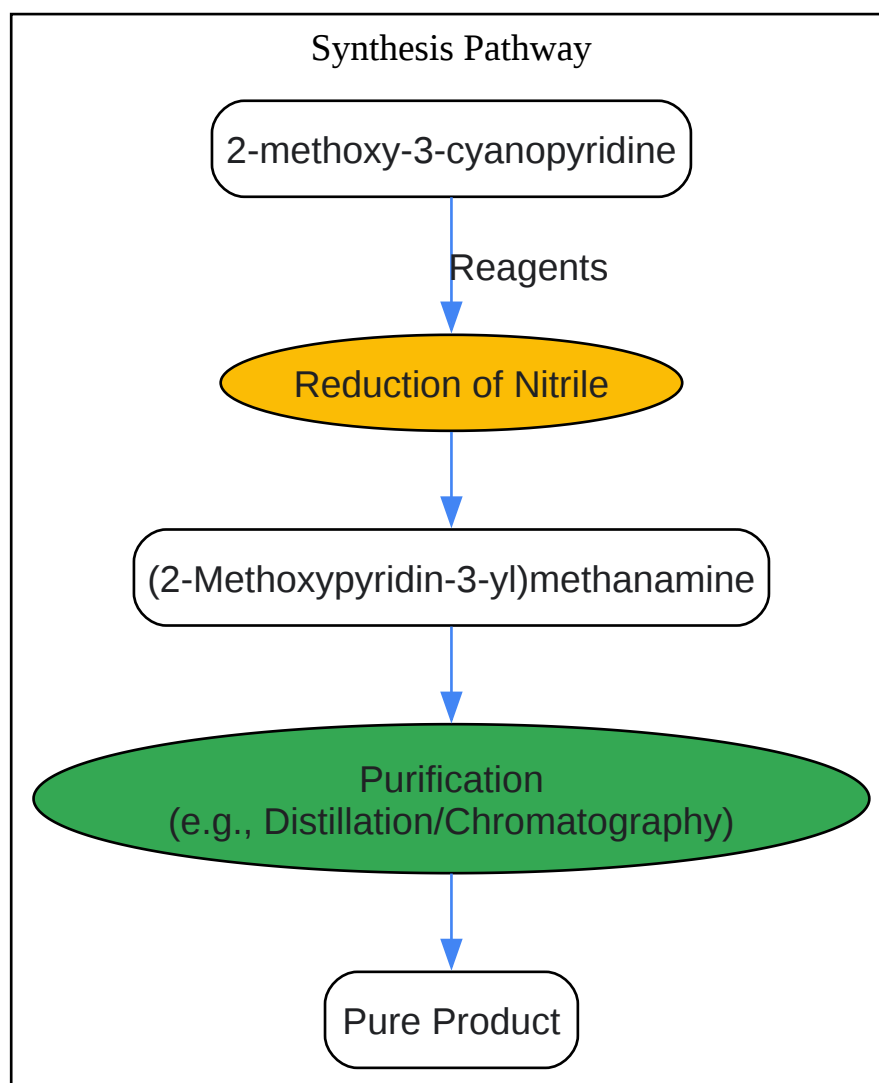 Synthesis Pathway
2-methoxy-3-cyanopyridine
Reagents
Reduction of Nitrile
(2-Methoxypyridin-3-yl)methanamine
Purification
(e.g., Distillation/Chromatography)
Pure Product